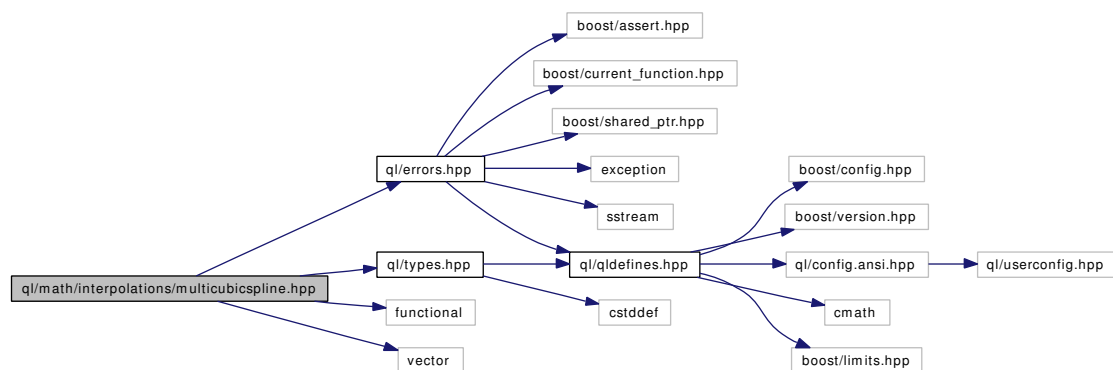 boost/assert.hpp
boost/current_function.hpp
boost/shared_ptr.hpp
ql/errors.hpp
exception
boost/config.hpp
sstream
boost/version.hpp
ql/types.hpp
ql/qldefines.hpp
ql/config.ansi.hpp
ql/userconfig.hpp
ql/math/interpolations/multicubicspline.hpp
functional
cstddef
cmath
vector
boost/limits.hpp